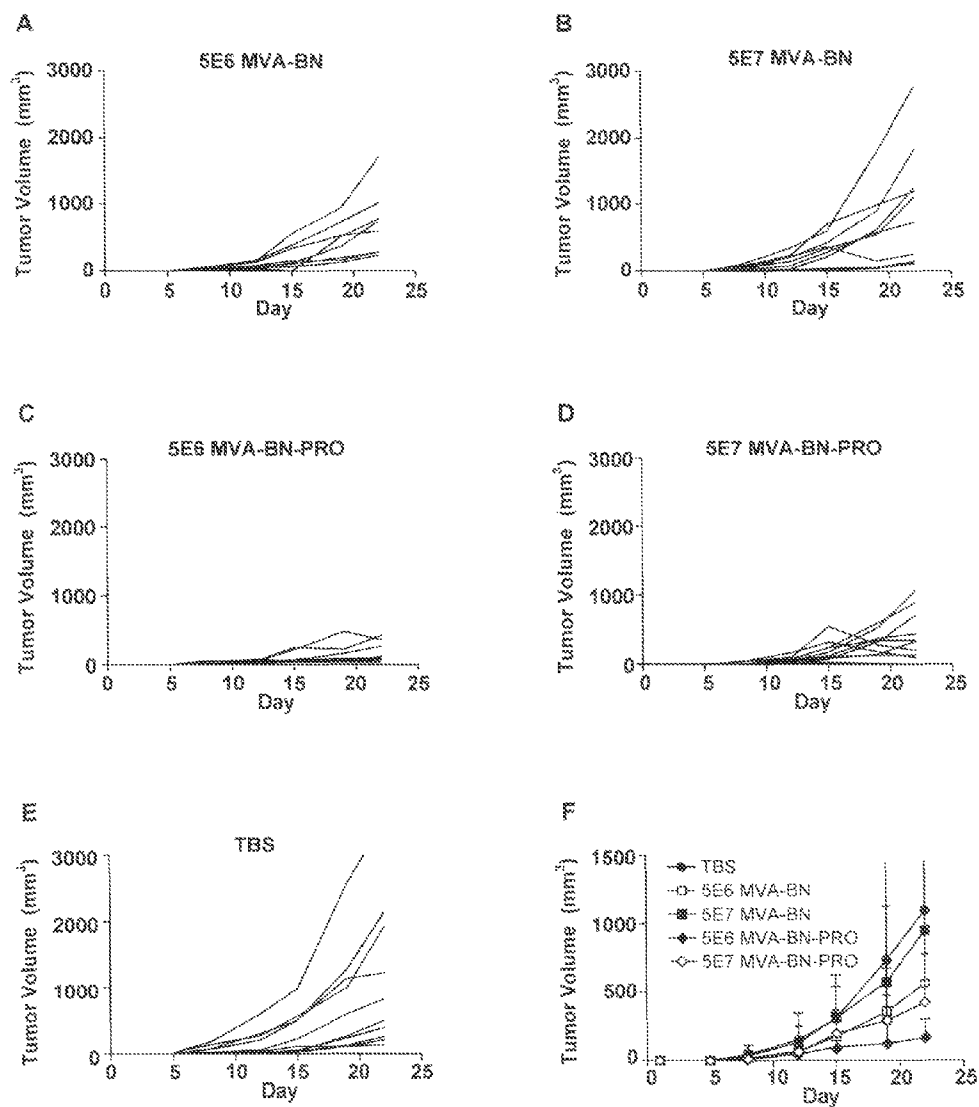 A
5E6 MVA-BN
Tumor Volume (mm³)
3000
2000
1000
0
0 5 10 15 20 25
Day
B
5E7 MVA-BN
Tumor Volume (mm³)
3000
2000
1000
0
0 5 10 15 20 25
Day
C
5E6 MVA-BN-PRO
Tumor Volume (mm³)
3000
2000
1000
0
0 5 10 15 20 25
Day
D
5E7 MVA-BN-PRO
Tumor Volume (mm³)
3000
2000
1000
0
0 5 10 15 20 25
Day
E
TBS
Tumor Volume (mm³)
3000
2000
1000
0
0 5 10 15 20 25
Day
F
Tumor Volume (mm³)
1500
1000
500
0
TBS
5E6 MVA-BN
5E7 MVA-BN
5E6 MVA-BN-PRO
5E7 MVA-BN-PRO
0 5 10 15 20 25
Day